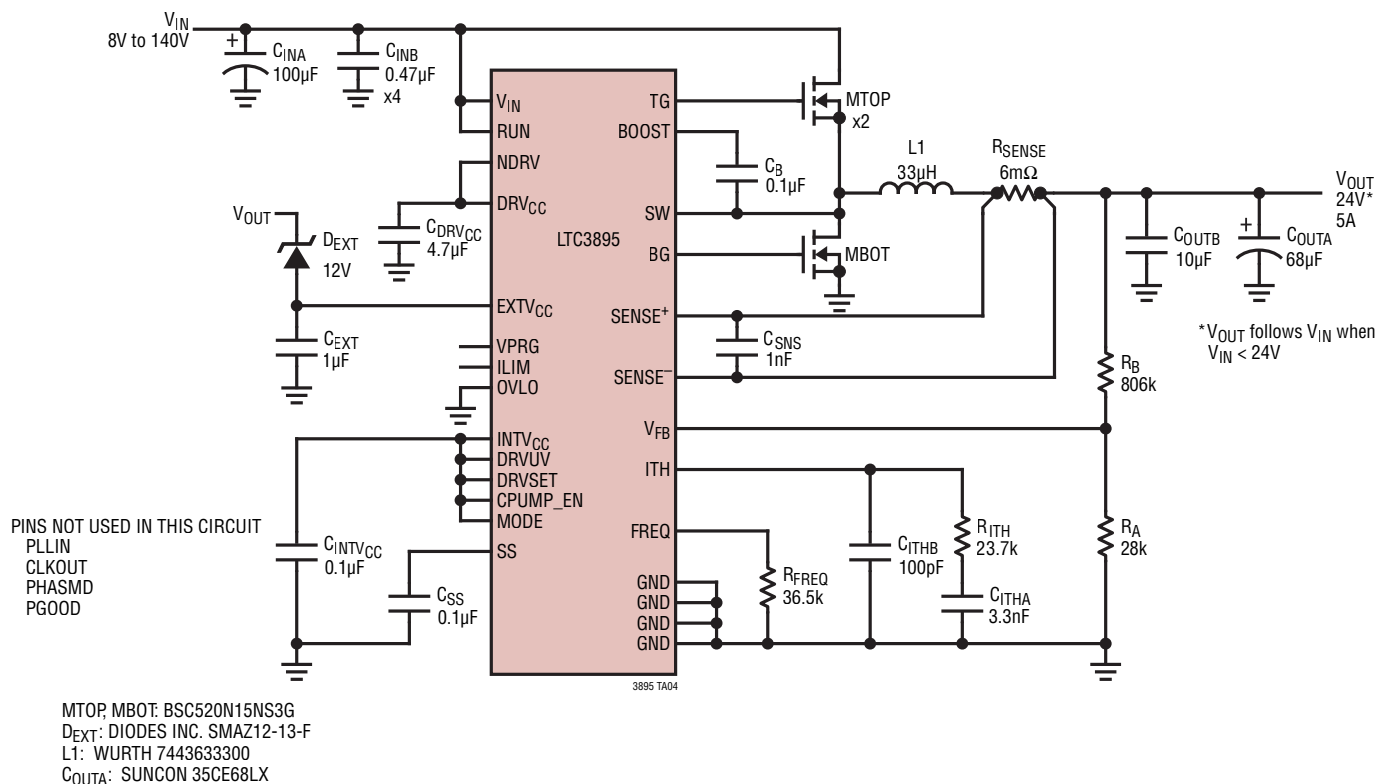 VIN
8V to 140V
+
CINA
100µF
CINB
0.47µF
x4
VIN
RUN
NDRV
DRVCC
CDRVCC
4.7µF
VOUT
DEXT
12V
EXTVCC
CEXT
1µF
VPRG
ILIM
OVLO
INTVCC
DRVUV
DRVSET
CPUMP_EN
MODE
SS
CINTVCC
0.1µF
CSS
0.1µF
LTC3895
TG
BOOST
SW
BG
SENSE+
SENSE–
VFB
ITH
FREQ
GND
GND
GND
GND
MTOP
x2
CB
0.1µF
MBOT
L1
33µH
RSENSE
6mΩ
CSNS
1nF
VOUT
24V*
5A
COUTB
10µF
+
COUTA
68µF
*VOUT follows VIN when
VIN < 24V
RB
806k
RA
28k
RFREQ
36.5k
CITHB
100pF
RITH
23.7k
CITHA
3.3nF
PINS NOT USED IN THIS CIRCUIT
PLLIN
CLKOUT
PHASMD
PGOOD
3895 TA04
MTOP, MBOT: BSC520N15NS3G
DEXT: DIODES INC. SMAZ12-13-F
L1: WURTH 7443633300
COUTA: SUNCON 35CE68LX